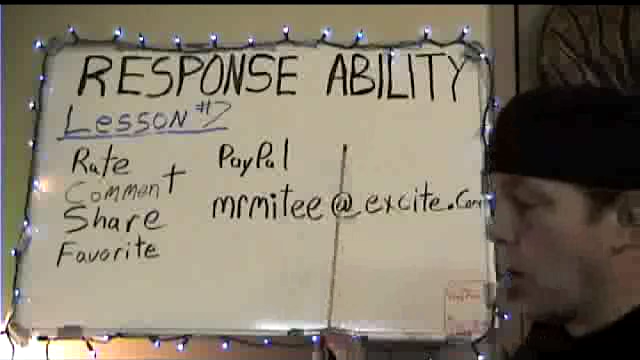 RESPONSE ABILITY
Lesson #7
Rate
Comment +
Share
Favorite
PayPal
mrmitee@excite.Com